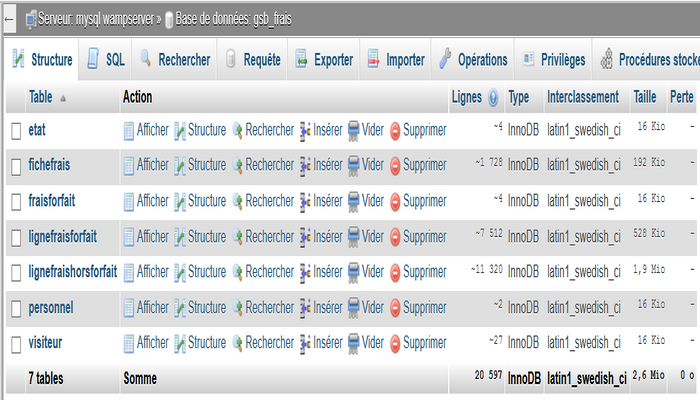 Serveur: mysql wampserver » Base de données: gsb_frais
Structure SQL Rechercher Requête Exporter Importer Opérations Privilèges Procédures stocké
Table Action Lignes Type Interclassement Taille Perte
etat Afficher Structure Rechercher Insérer Vider Supprimer ~4 InnoDB latin1_swedish_ci 16 Kio -
fichefrais Afficher Structure Rechercher Insérer Vider Supprimer ~1 728 InnoDB latin1_swedish_ci 192 Kio -
fraisforfait Afficher Structure Rechercher Insérer Vider Supprimer ~4 InnoDB latin1_swedish_ci 16 Kio -
lignefraisforfait Afficher Structure Rechercher Insérer Vider Supprimer ~7 512 InnoDB latin1_swedish_ci 528 Kio -
lignefraishorsforfait Afficher Structure Rechercher Insérer Vider Supprimer ~11 320 InnoDB latin1_swedish_ci 1,9 Mio -
personnel Afficher Structure Rechercher Insérer Vider Supprimer ~2 InnoDB latin1_swedish_ci 16 Kio -
visiteur Afficher Structure Rechercher Insérer Vider Supprimer ~27 InnoDB latin1_swedish_ci 16 Kio -
7 tables Somme 20 597 InnoDB latin1_swedish_ci 2,6 Mio 0 o